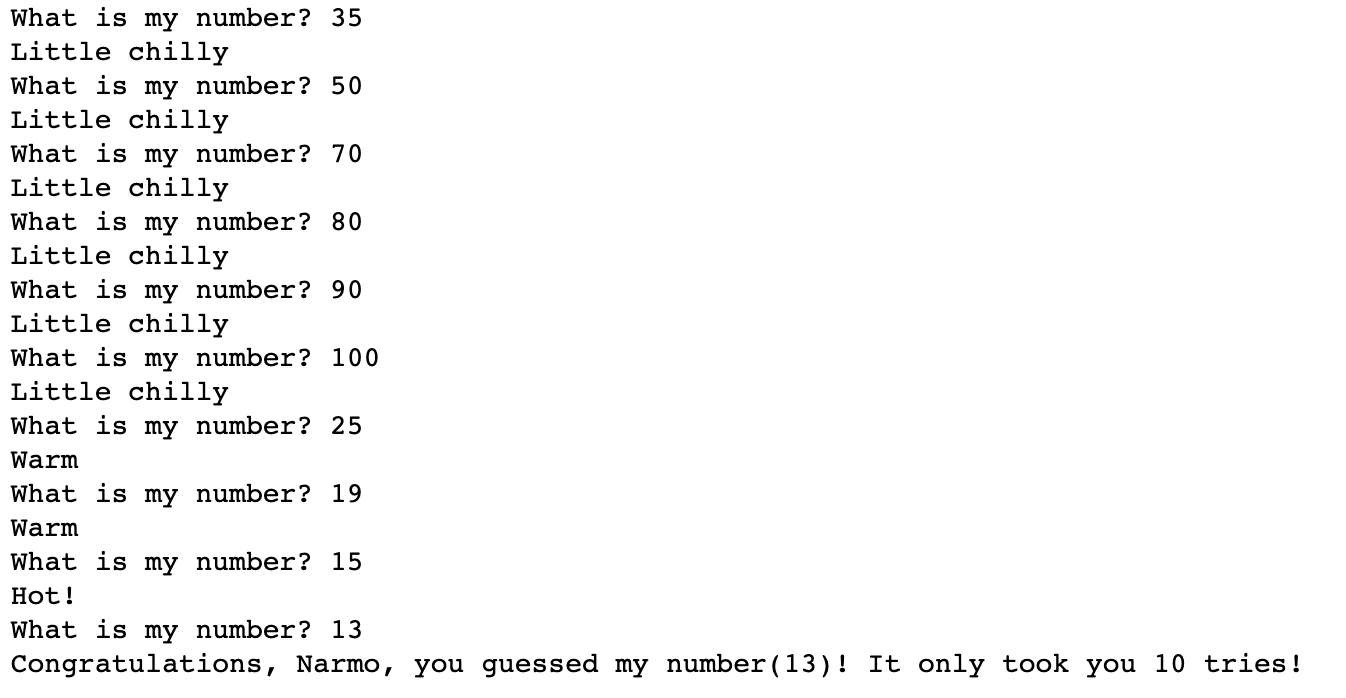 What is my number? 35
Little chilly
What is my number? 50
Little chilly
What is my number? 70
Little chilly
What is my number? 80
Little chilly
What is my number? 90
Little chilly
What is my number? 100
Little chilly
What is my number? 25
Warm
What is my number? 19
Warm
What is my number? 15
Hot!
What is my number? 13
Congratulations, Narmo, you guessed my number(13)! It only took you 10 tries!